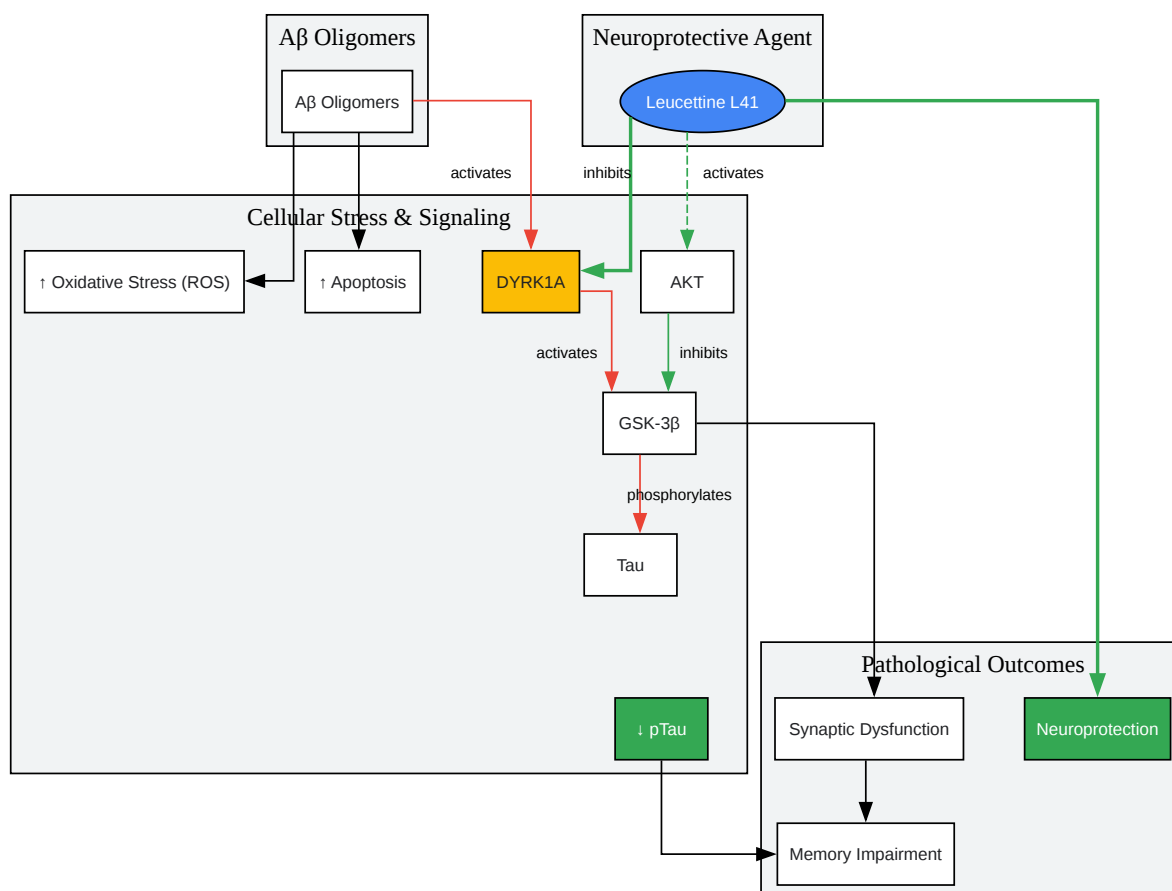 Aβ Oligomers
Neuroprotective Agent
Aβ Oligomers
Leucettine L41
activates
inhibits
activates
Cellular Stress & Signaling
↑ Oxidative Stress (ROS)
↑ Apoptosis
DYRK1A
AKT
activates
inhibits
GSK-3β
phosphorylates
Tau
Pathological Outcomes
↓ pTau
Synaptic Dysfunction
Neuroprotection
Memory Impairment